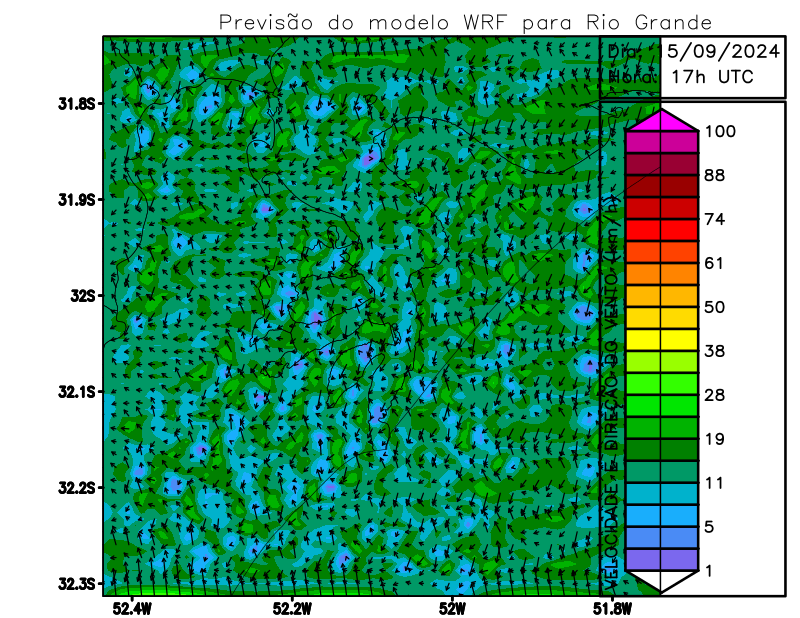 Previsão do modelo WRF para Rio Grande
Dia: 15/09/2024
Hora: 17h UTC
31.8S
31.9S
32S
32.1S
32.2S
32.3S
52.4W
52.2W
52W
51.8W
100
88
74
61
50
38
28
19
11
5
1
VELOCIDADE E DIREÇÃO DO VENTO (km/h)